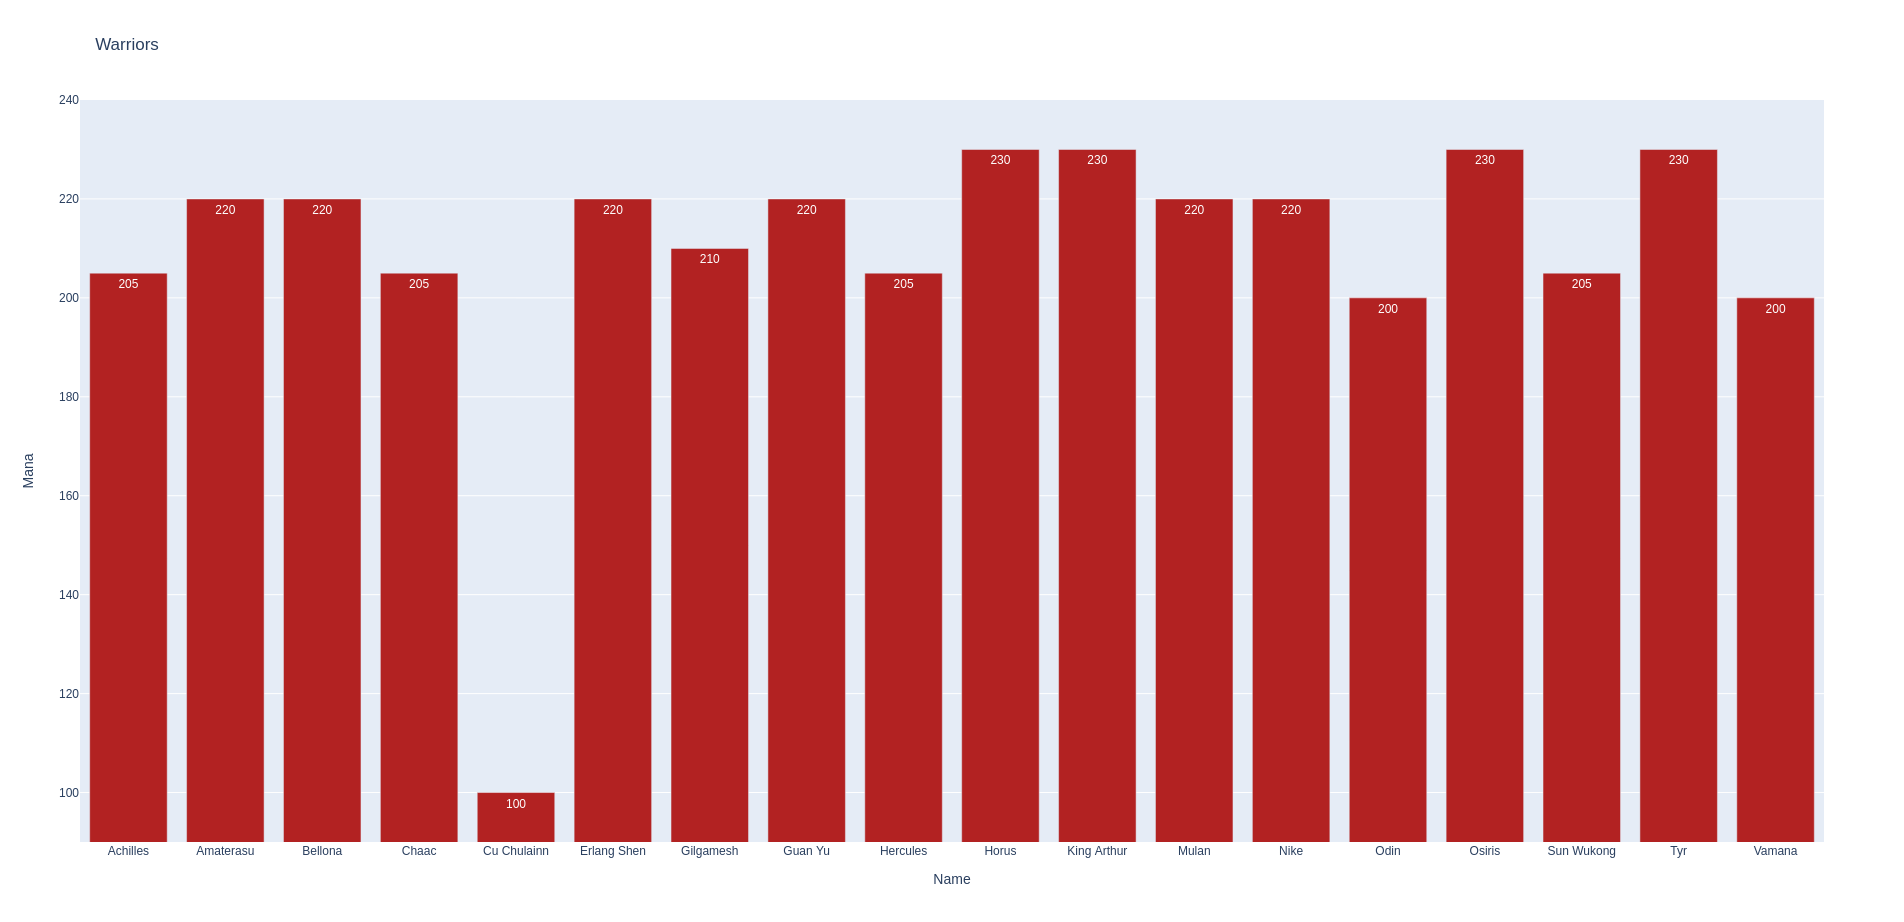 Warriors
240
220
200
180
160
140
120
100
Mana
205
220
220
205
100
220
210
220
205
230
230
220
220
200
230
205
230
200
Achilles
Amaterasu
Bellona
Chaac
Cu Chulainn
Erlang Shen
Gilgamesh
Guan Yu
Hercules
Horus
King Arthur
Mulan
Nike
Odin
Osiris
Sun Wukong
Tyr
Vamana
Name